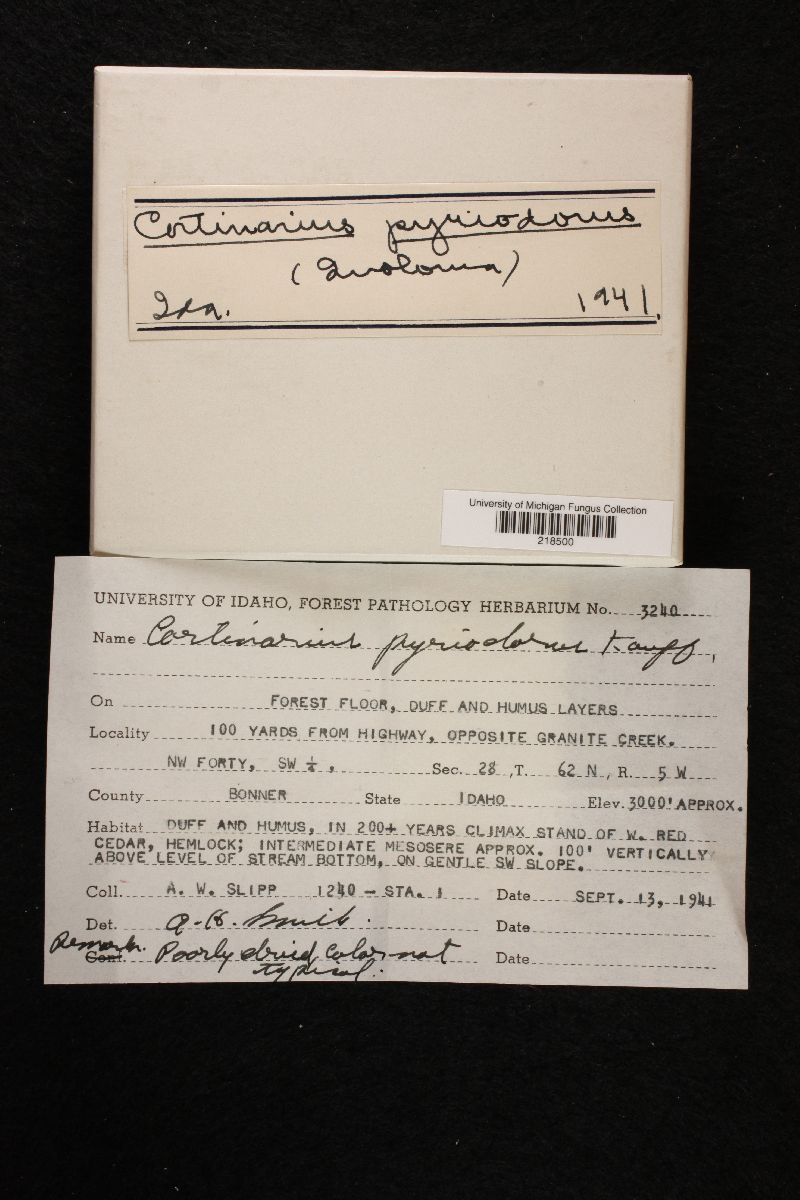 Cortinarius pyriodorus
(Inoloma)
Ida. 1941.
University of Michigan Fungus Collection
218500
UNIVERSITY OF IDAHO, FOREST PATHOLOGY HERBARIUM No. 3240
Name Cortinarius pyriodorus Kauff,
On FOREST FLOOR, DUFF AND HUMUS LAYERS
Locality 100 YARDS FROM HIGHWAY, OPPOSITE GRANITE CREEK.
NW FORTY, SW ¼, Sec. 28, T. 62 N, R. 5 W
County BONNER State IDAHO Elev. 3000' APPROX.
Habitat DUFF AND HUMUS, IN 200+ YEARS CLIMAX STAND OF W. RED
CEDAR, HEMLOCK; INTERMEDIATE MESOSERE APPROX. 100' VERTICALLY
ABOVE LEVEL OF STREAM BOTTOM, ON GENTLE SW SLOPE.
Coll. A. W. SLIPP 1240 - STA. 1 Date SEPT. 13, 1941
Det. A. H. Smith. Date
Remark. Conf. Poorly dried, color not Date
typical.